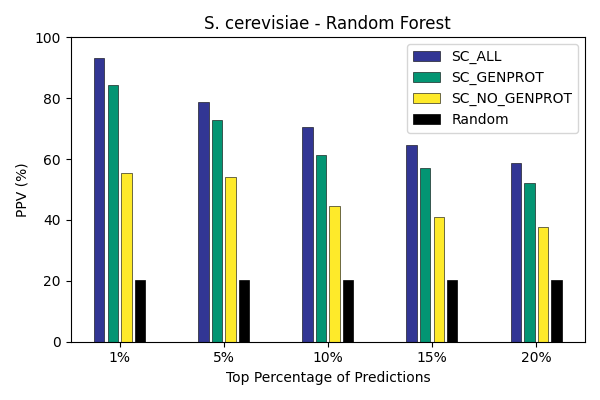 S. cerevisiae - Random Forest
PPV (%)
100
80
60
40
20
0
SC_ALL
SC_GENPROT
SC_NO_GENPROT
Random
1%
5%
10%
15%
20%
Top Percentage of Predictions